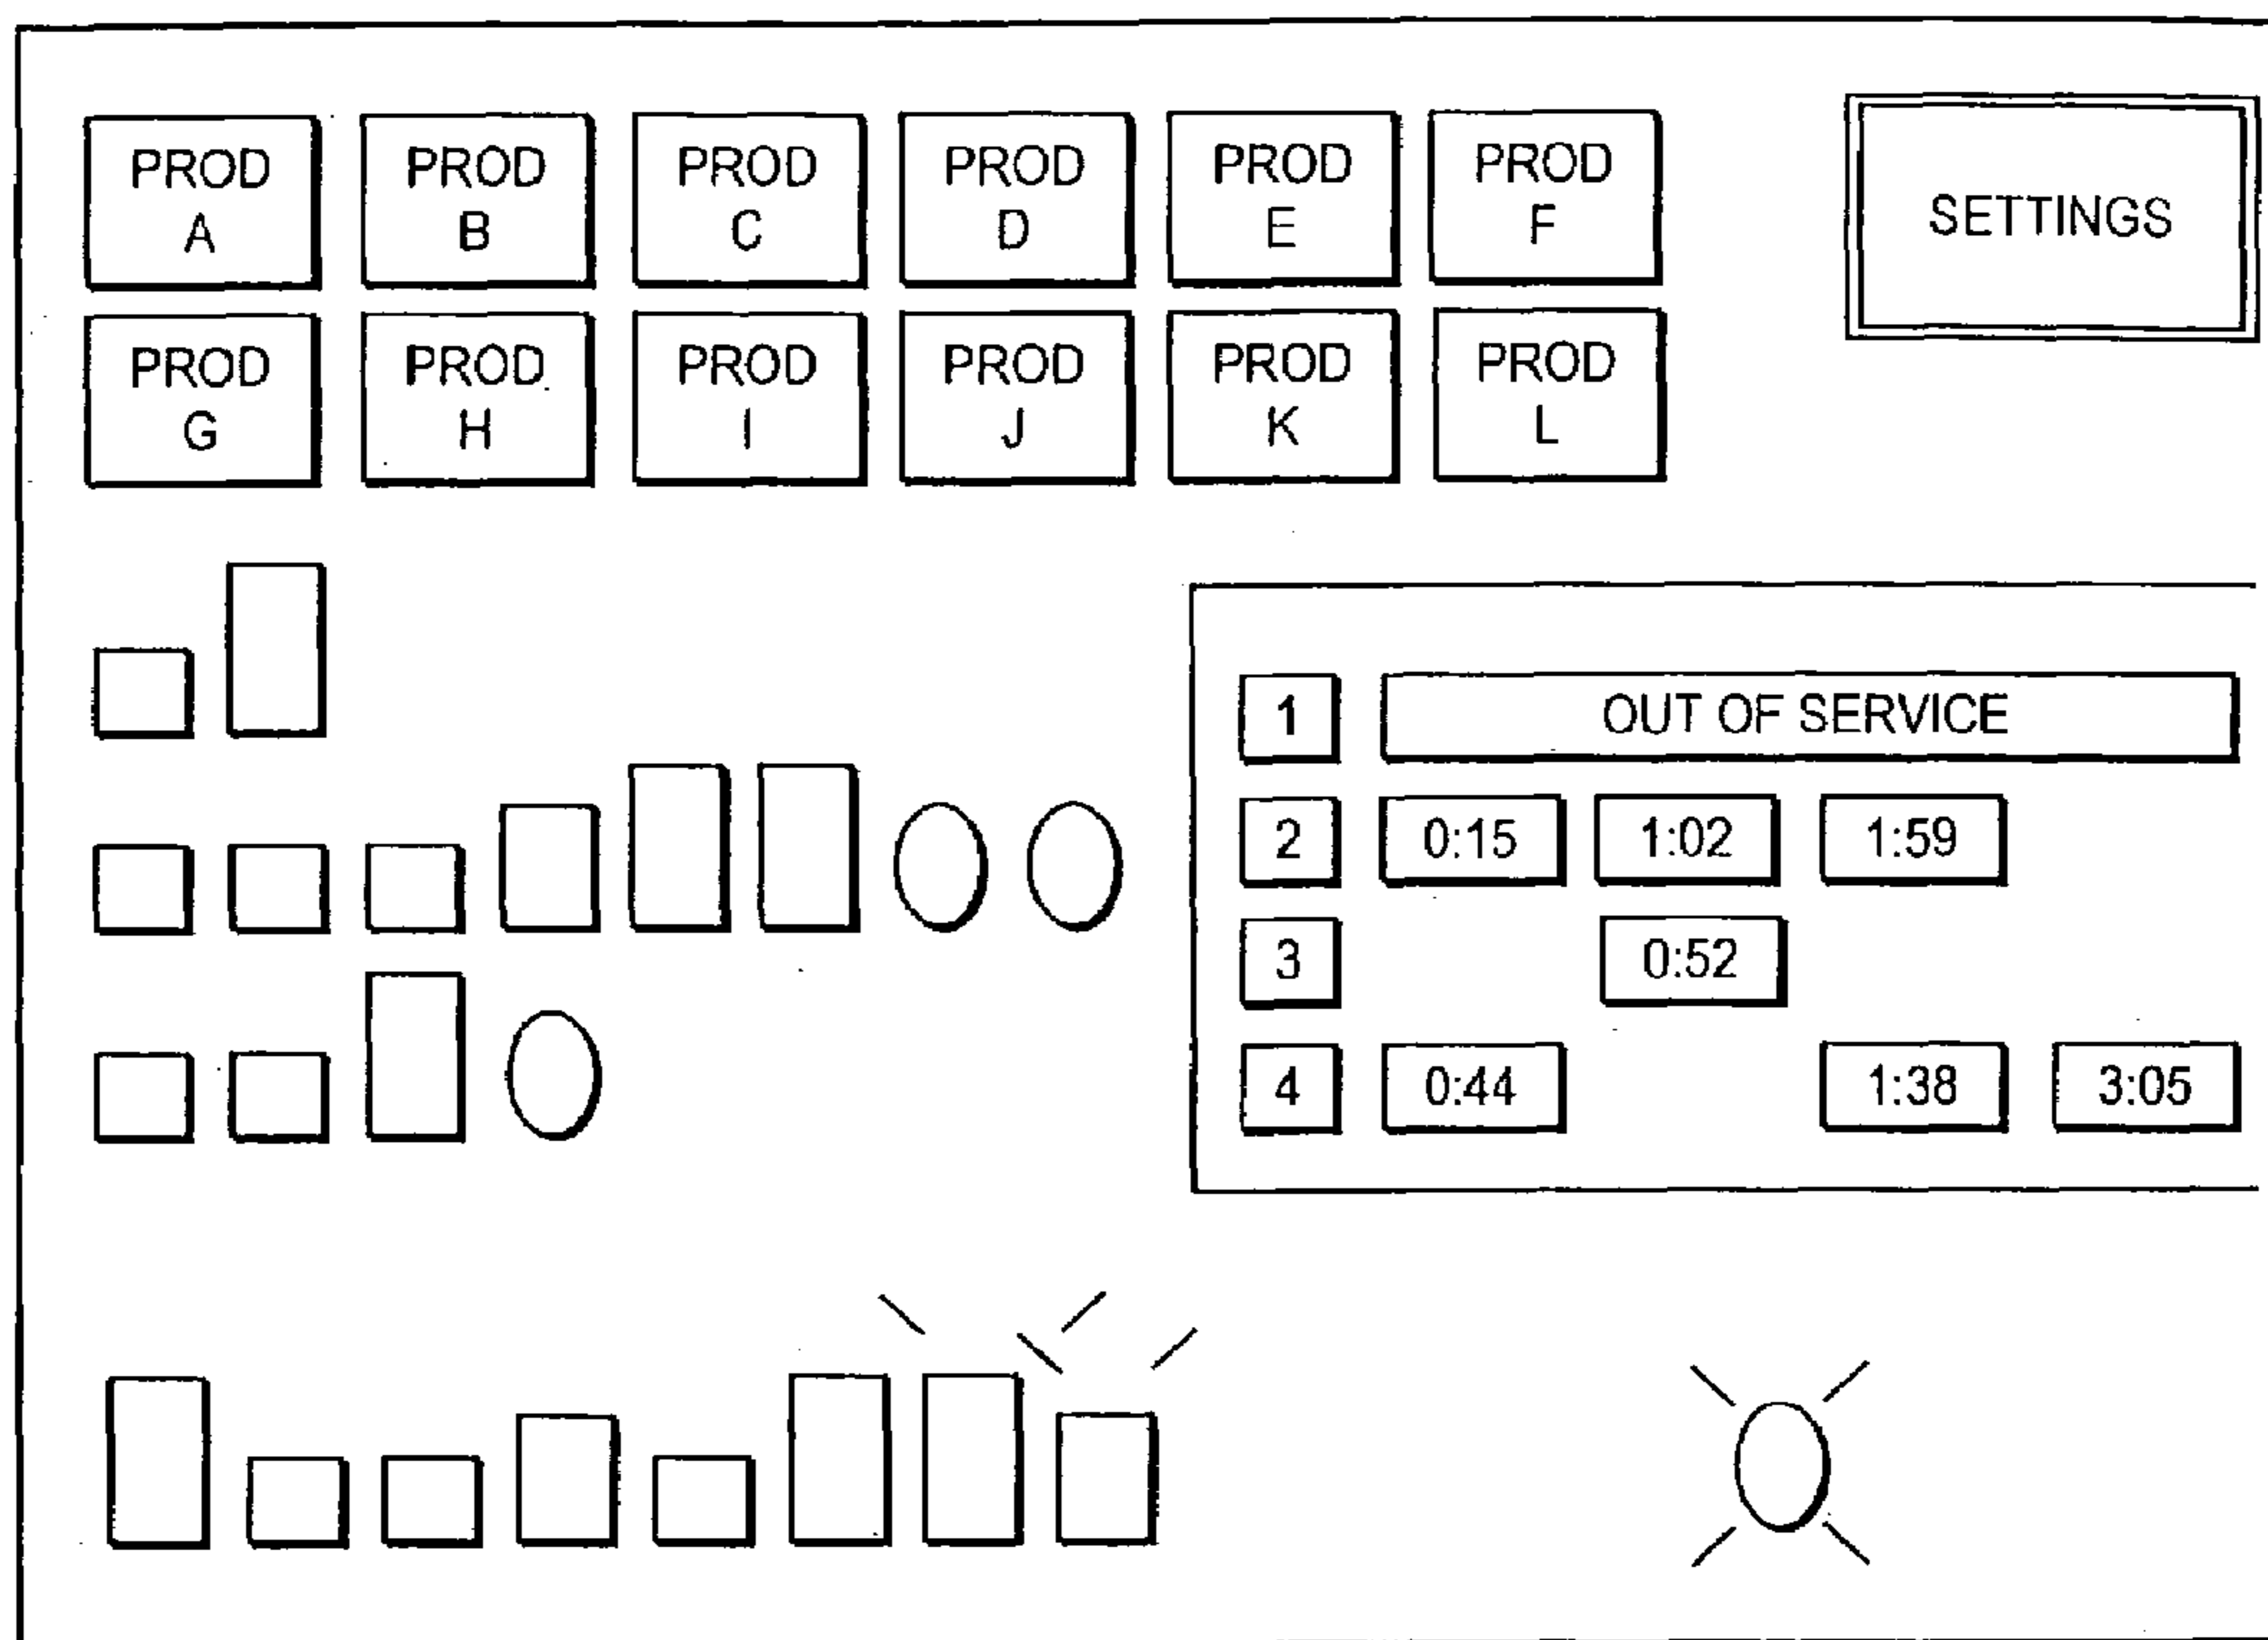 PROD
A
PROD
B
PROD
C
PROD
D
PROD
E
PROD
F
SETTINGS
PROD
G
PROD
H
PROD
I
PROD
J
PROD
K
PROD
L
1 OUT OF SERVICE
2 0:15 1:02 1:59
3 0:52
4 0:44 1:38 3:05